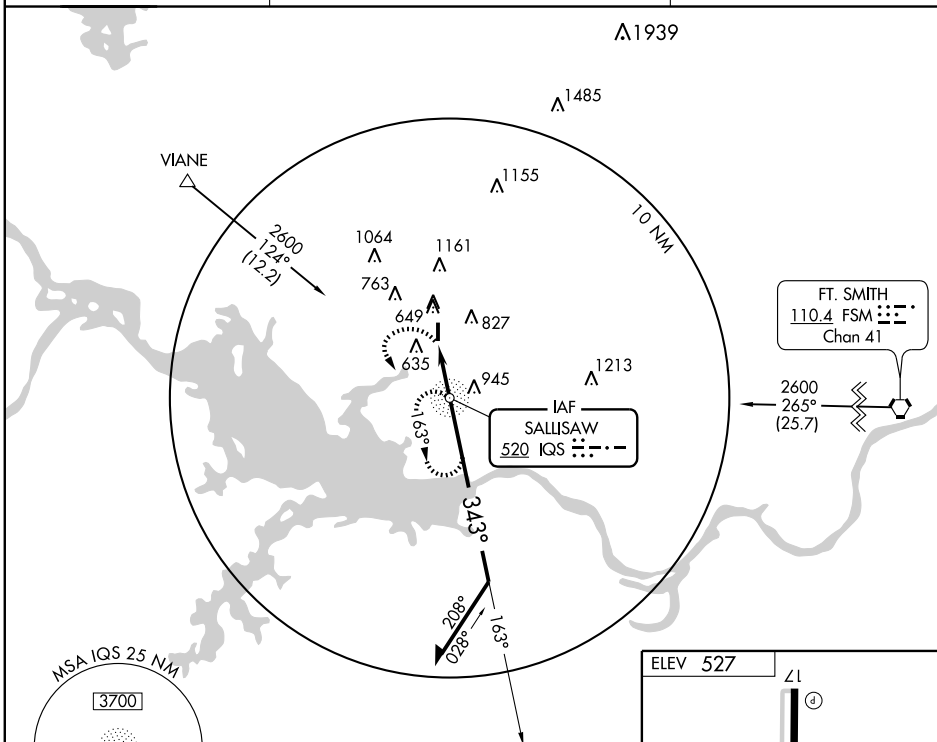 1939
1485
VIANE
1155
10 NM
2600
124°
(12.2)
1064
1161
763
649
827
635
945
1213
FT. SMITH
110.4 FSM
Chan 41
2600
265°
(25.7)
IAF
SALLISAW
520 IQS
163°
343°
208°
028°
163°
MSA IQS 25 NM
3700
ELEV 527
17
P